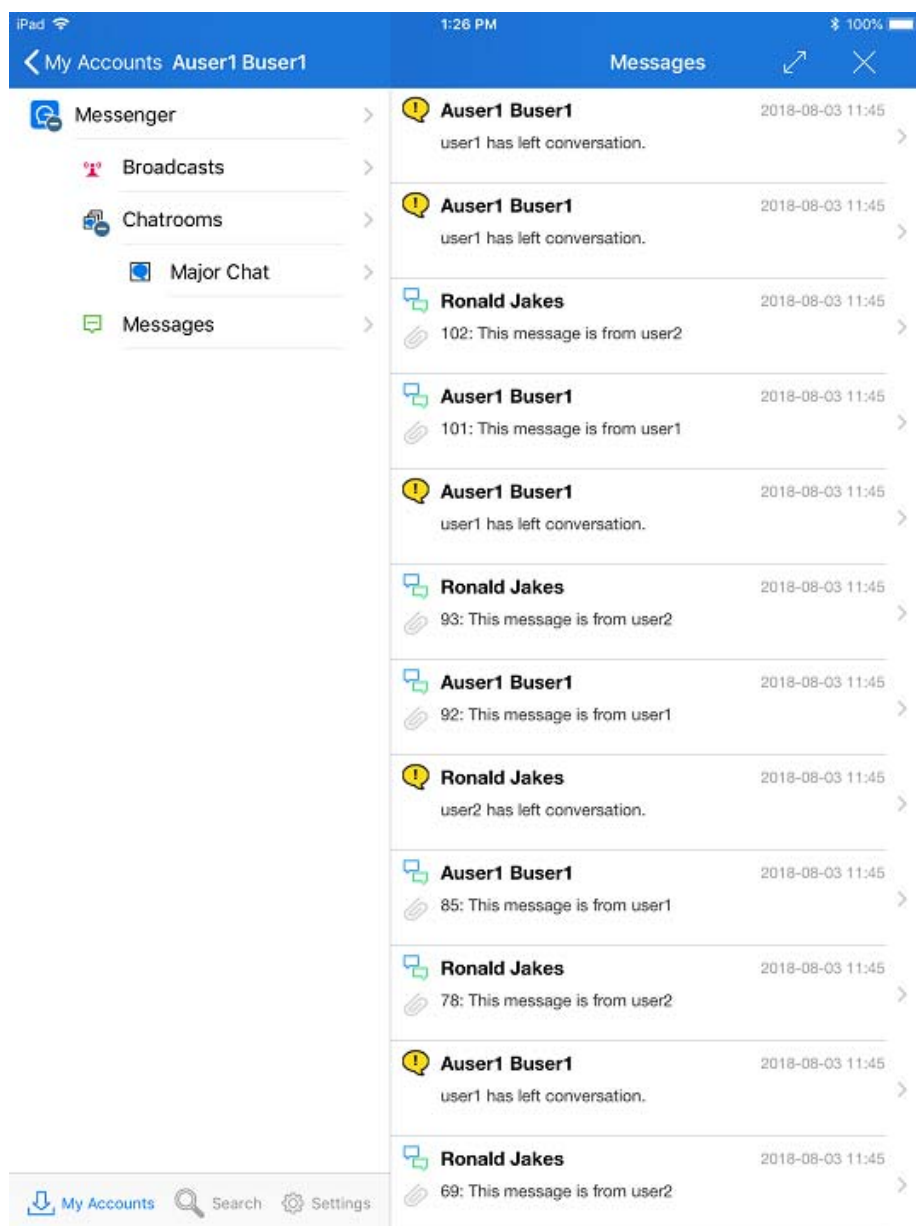 iPad 1:26 PM 100%
My Accounts Auser1 Buser1 Messages
Messenger
Broadcasts
Chatrooms
Major Chat
Messages
Auser1 Buser1 2018-08-03 11:45
user1 has left conversation.
Auser1 Buser1 2018-08-03 11:45
user1 has left conversation.
Ronald Jakes 2018-08-03 11:45
102: This message is from user2
Auser1 Buser1 2018-08-03 11:45
101: This message is from user1
Auser1 Buser1 2018-08-03 11:45
user1 has left conversation.
Ronald Jakes 2018-08-03 11:45
93: This message is from user2
Auser1 Buser1 2018-08-03 11:45
92: This message is from user1
Ronald Jakes 2018-08-03 11:45
user2 has left conversation.
Auser1 Buser1 2018-08-03 11:45
85: This message is from user1
Ronald Jakes 2018-08-03 11:45
78: This message is from user2
Auser1 Buser1 2018-08-03 11:45
user1 has left conversation.
Ronald Jakes 2018-08-03 11:45
69: This message is from user2
My Accounts Search Settings